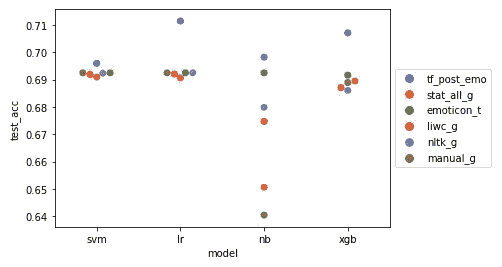 0.71
0.70
0.69
0.68
0.67
0.66
0.65
0.64
test_acc
svm lr nb xgb
model
tf_post_emo
stat_all_g
emoticon_t
liwc_g
nltk_g
manual_g